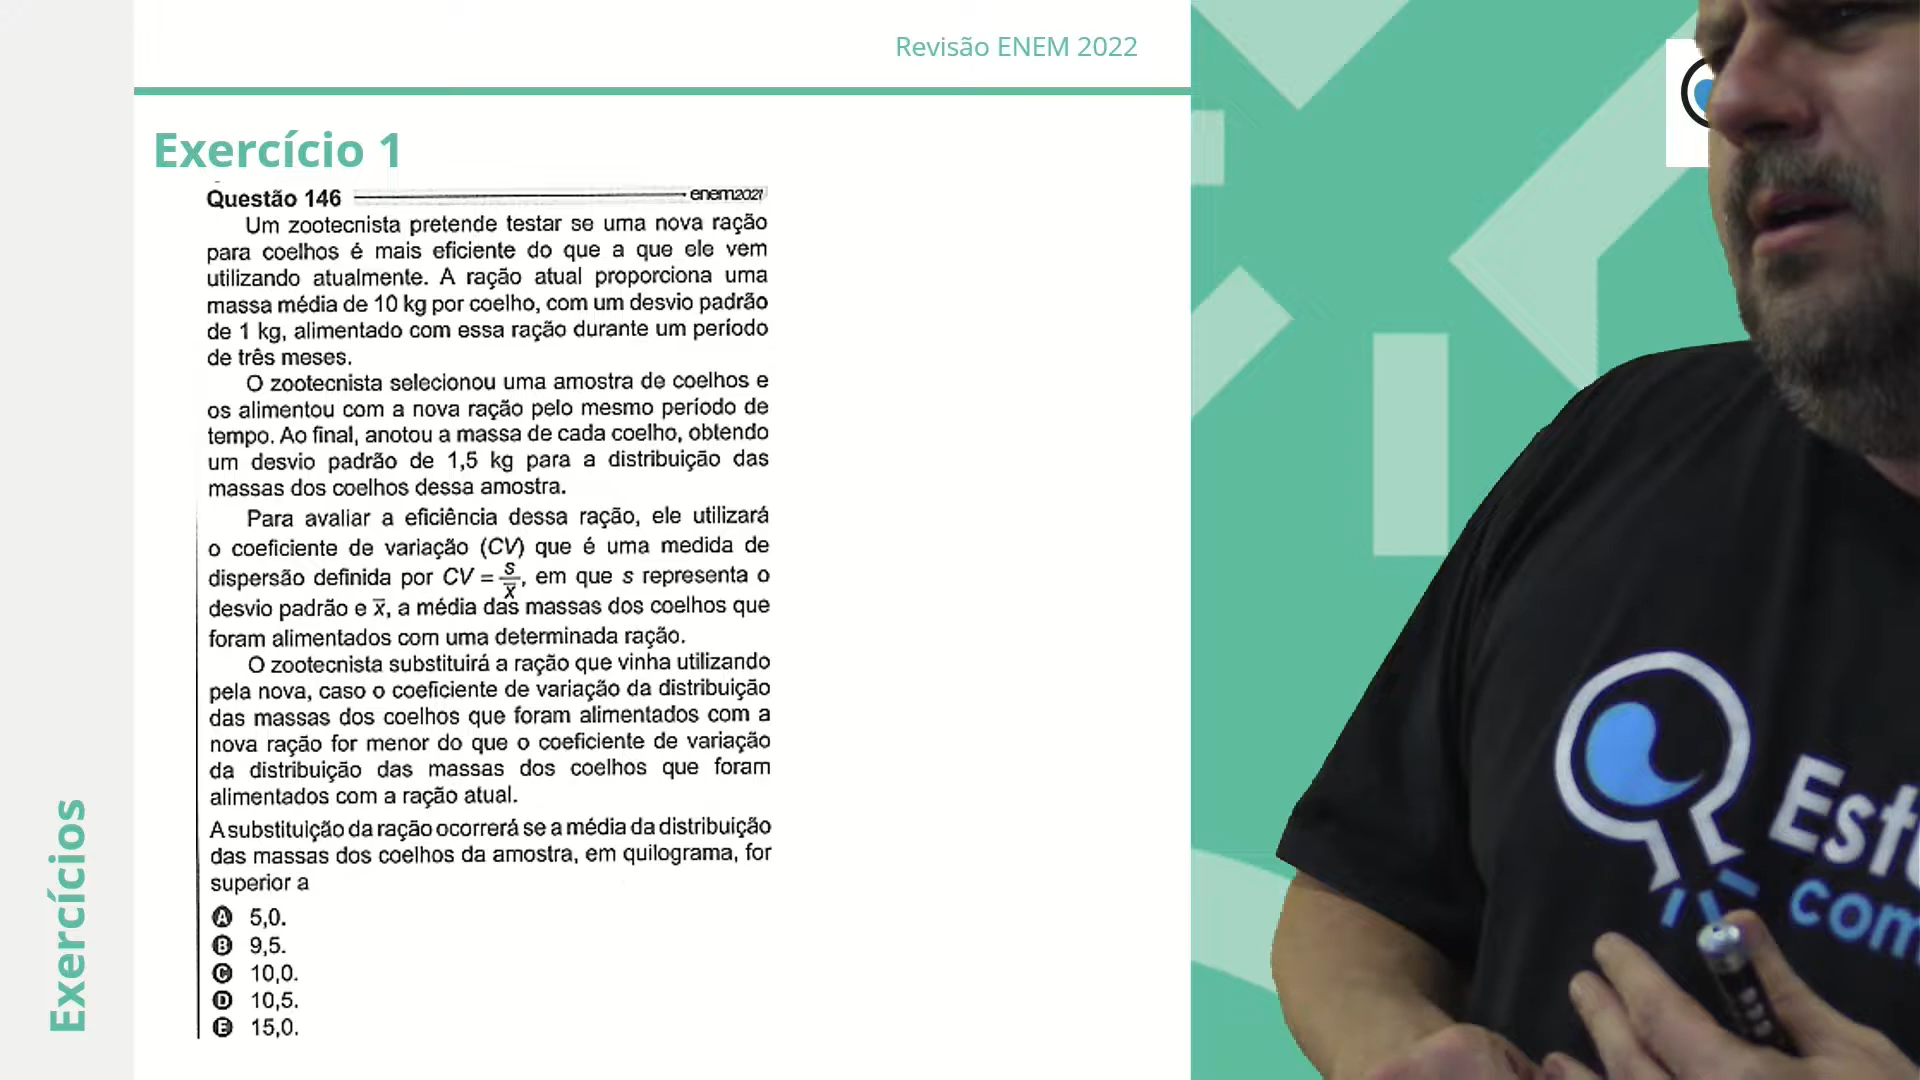 Revisão ENEM 2022
Exercício 1
Questão 146 enem2021
Um zootecnista pretende testar se uma nova ração
para coelhos é mais eficiente do que a que ele vem
utilizando atualmente. A ração atual proporciona uma
massa média de 10 kg por coelho, com um desvio padrão
de 1 kg, alimentado com essa ração durante um período
de três meses.
O zootecnista selecionou uma amostra de coelhos e
os alimentou com a nova ração pelo mesmo período de
tempo. Ao final, anotou a massa de cada coelho, obtendo
um desvio padrão de 1,5 kg para a distribuição das
massas dos coelhos dessa amostra.
Para avaliar a eficiência dessa ração, ele utilizará
o coeficiente de variação (CV) que é uma medida de
dispersão definida por CV = s/x̅, em que s representa o
desvio padrão e x̅, a média das massas dos coelhos que
foram alimentados com uma determinada ração.
O zootecnista substituirá a ração que vinha utilizando
pela nova, caso o coeficiente de variação da distribuição
das massas dos coelhos que foram alimentados com a
nova ração for menor do que o coeficiente de variação
da distribuição das massas dos coelhos que foram
alimentados com a ração atual.
A substituição da ração ocorrerá se a média da distribuição
das massas dos coelhos da amostra, em quilograma, for
superior a
A 5,0.
B 9,5.
C 10,0.
D 10,5.
E 15,0.
Exercícios
Est
com